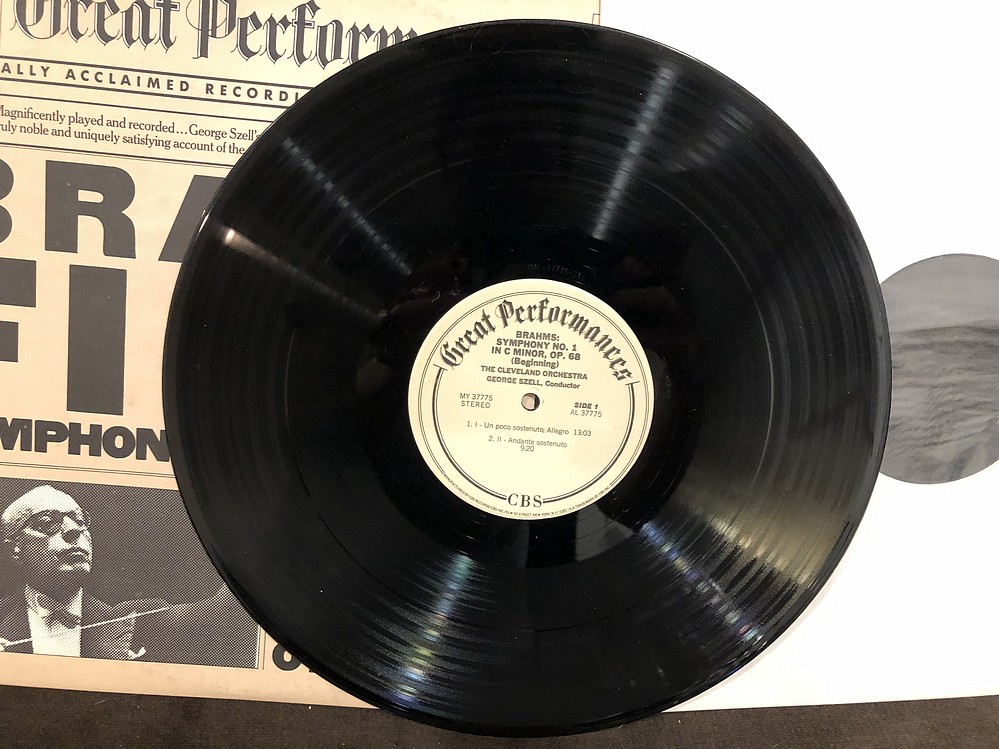 Great Perform
ALLY ACCLAIMED RECORDI
Magnificently played and recorded...George Szell's
ruly noble and uniquely satisfying account of the
BRA
FI
MPHON
Great Performances
BRAHMS:
SYMPHONY NO. 1
IN C MINOR, OP. 68
(Beginning)
THE CLEVELAND ORCHESTRA
GEORGE SZELL, Conductor
MY 37775
STEREO
SIDE 1
AL 37775
1. I - Un poco sostenuto; Allegro 13:03
2. II - Andante sostenuto
9:20
CBS